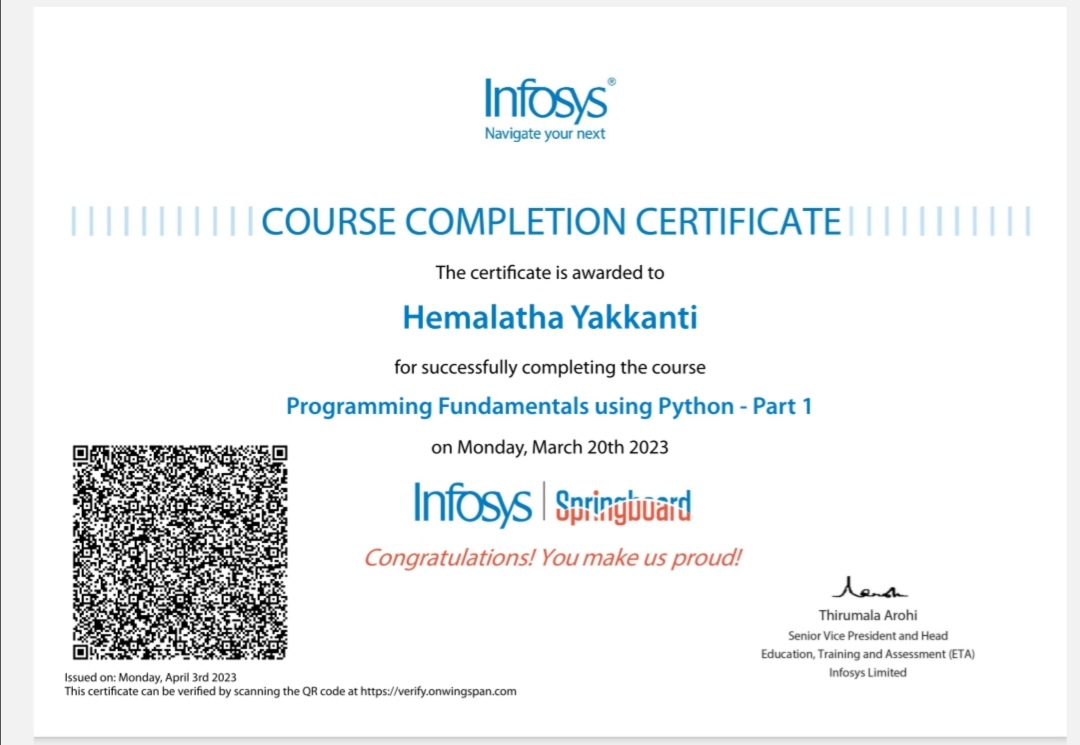 Infosys®
Navigate your next
COURSE COMPLETION CERTIFICATE
The certificate is awarded to
Hemalatha Yakkanti
for successfully completing the course
Programming Fundamentals using Python - Part 1
on Monday, March 20th 2023
Infosys | Springboard
Congratulations! You make us proud!
Thirumala Arohi
Senior Vice President and Head
Education, Training and Assessment (ETA)
Infosys Limited
Issued on: Monday, April 3rd 2023
This certificate can be verified by scanning the QR code at https://verify.onwingspan.com